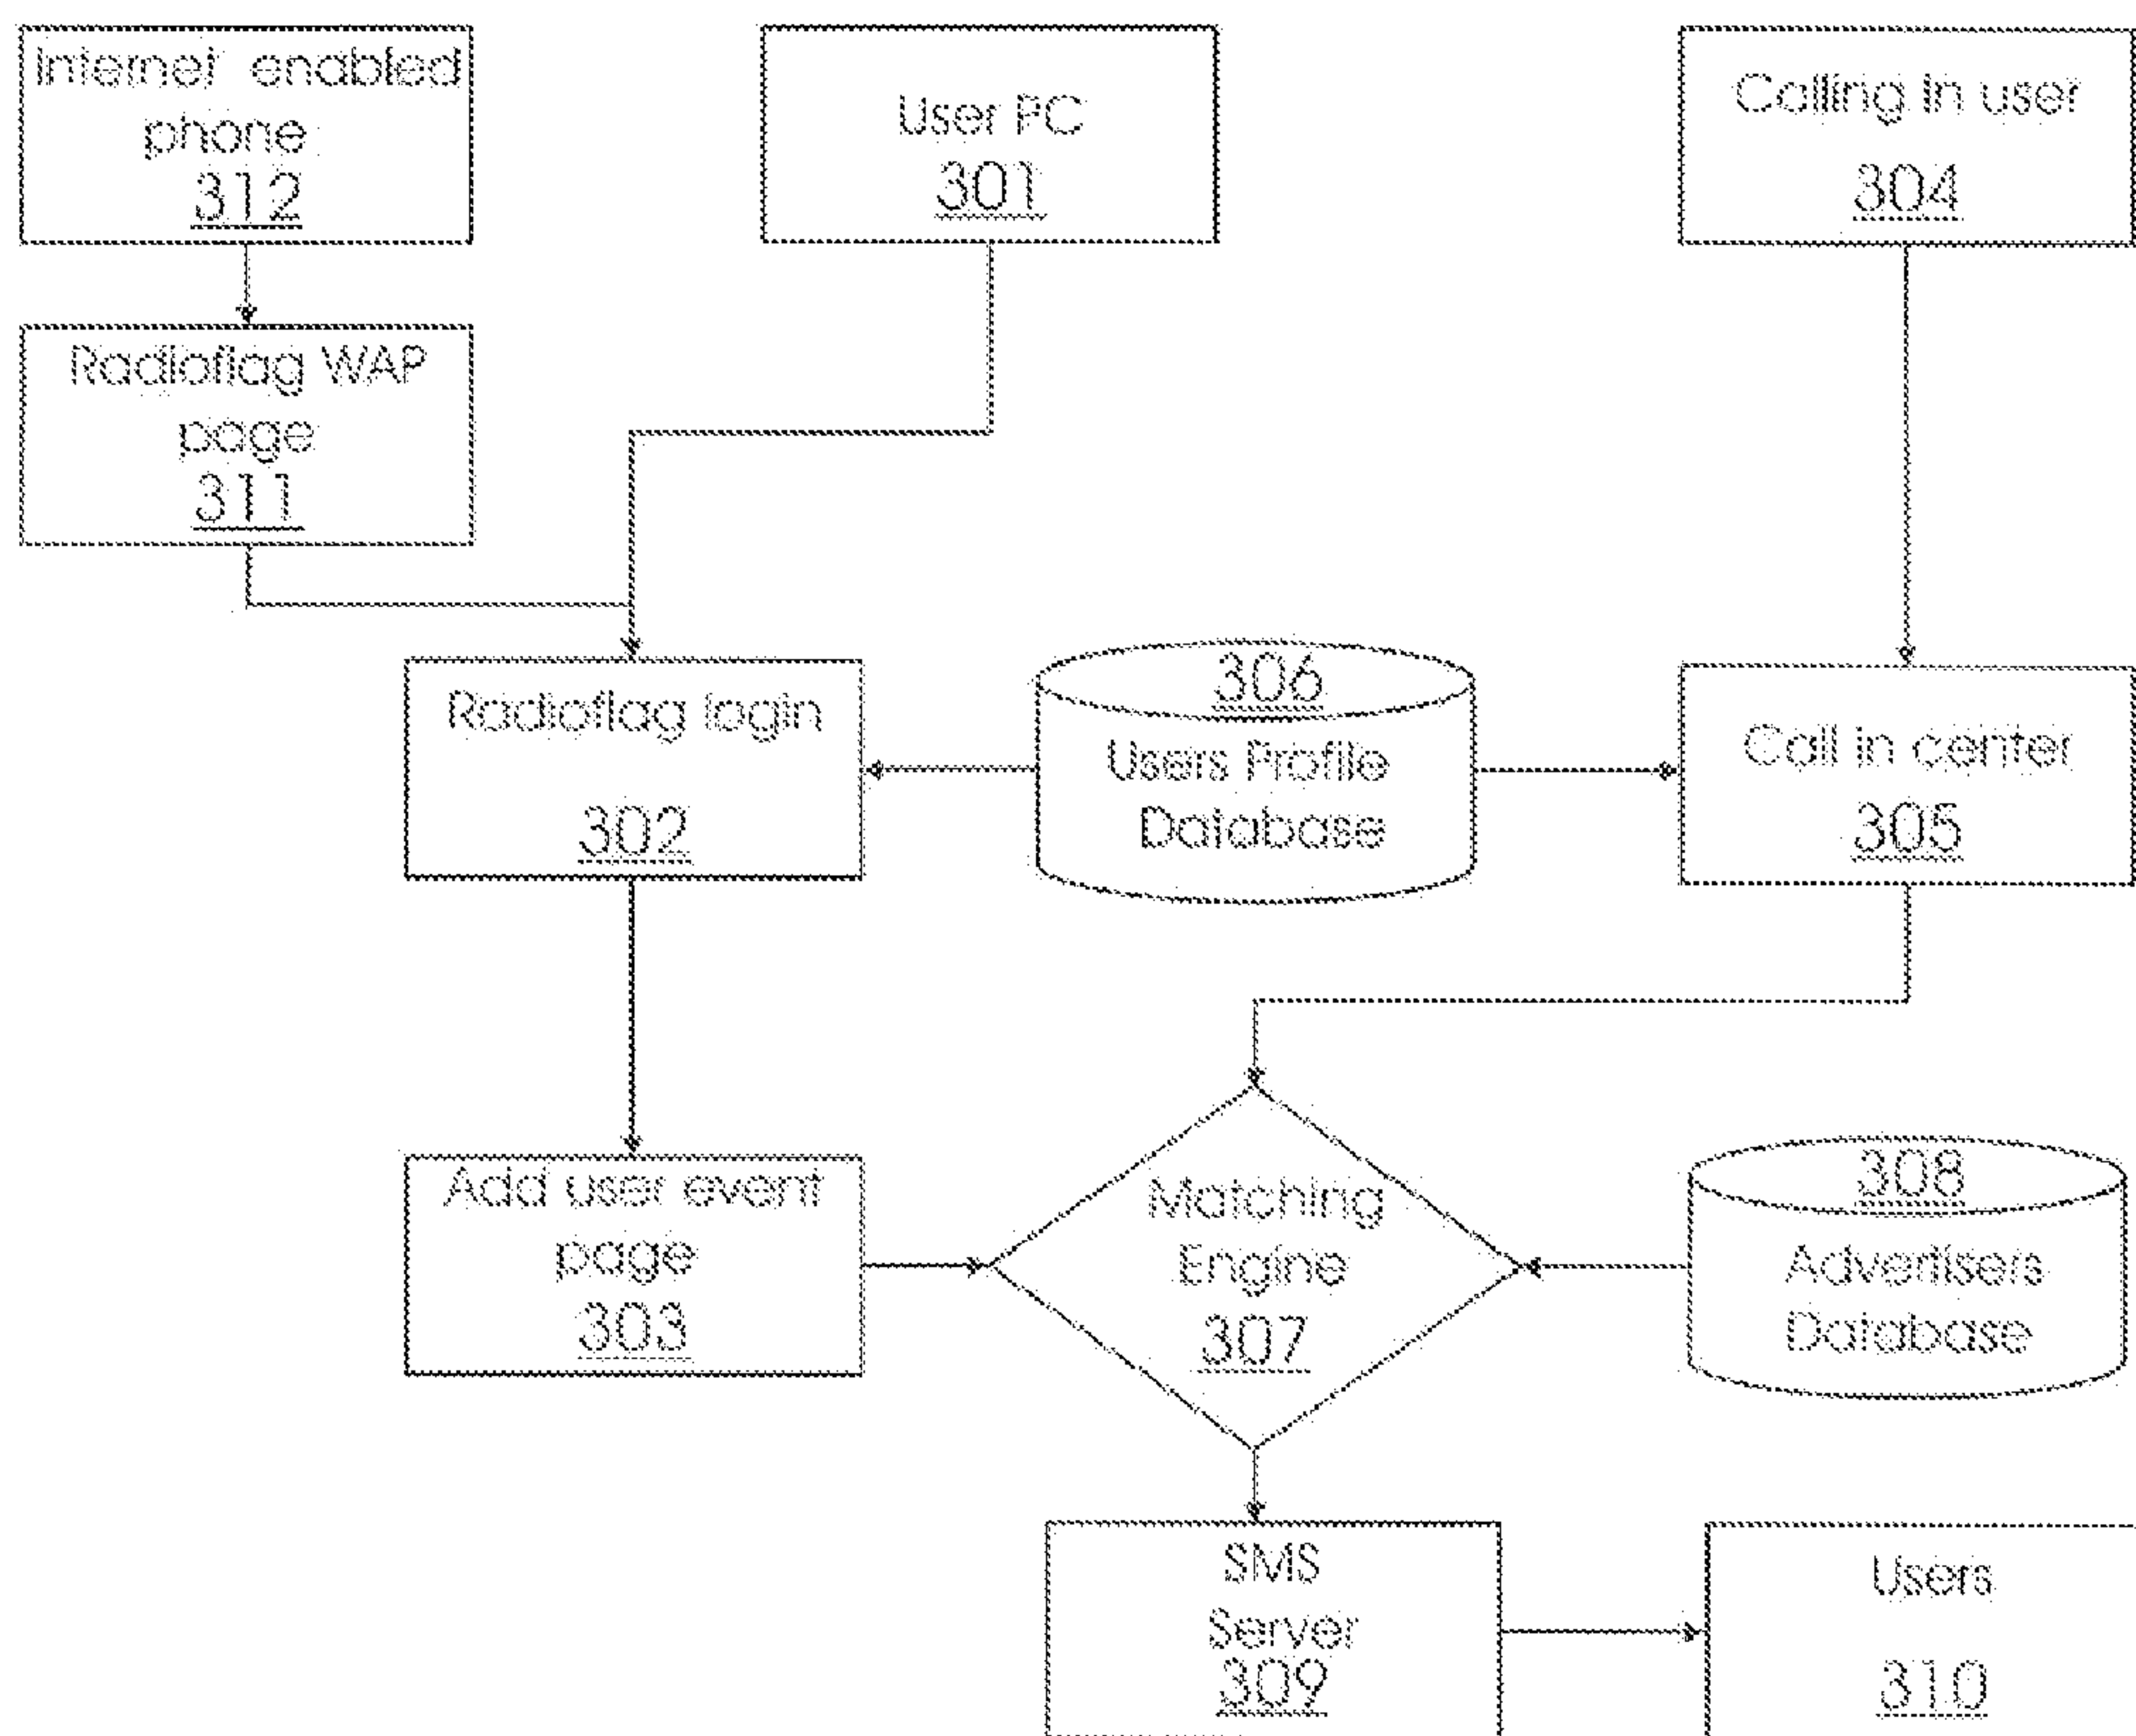 Internet enabled
phone
312
User PC
301
Calling in user
304
Radioflag WAP
page
311
Radioflag login
302
306
Users Profile
Database
Call in center
305
Add user event
page
303
Matching
Engine
307
308
Advertisers
Database
SMS
Server
309
Users
310